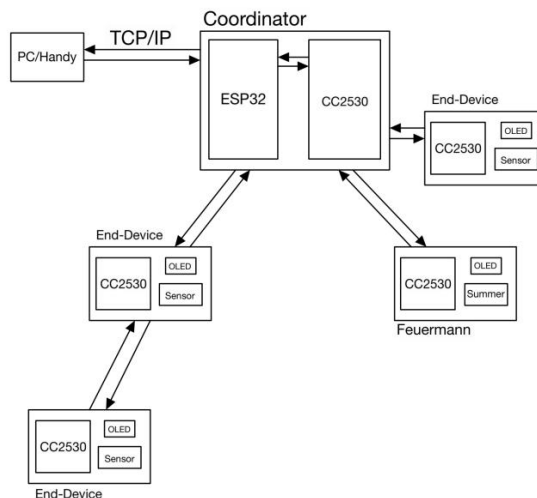 Coordinator
TCP/IP
PC/Handy
ESP32
CC2530
End-Device
OLED
CC2530
Sensor
End-Device
OLED
CC2530
Sensor
OLED
CC2530
Summer
Feuermann
OLED
CC2530
Sensor
End-Device